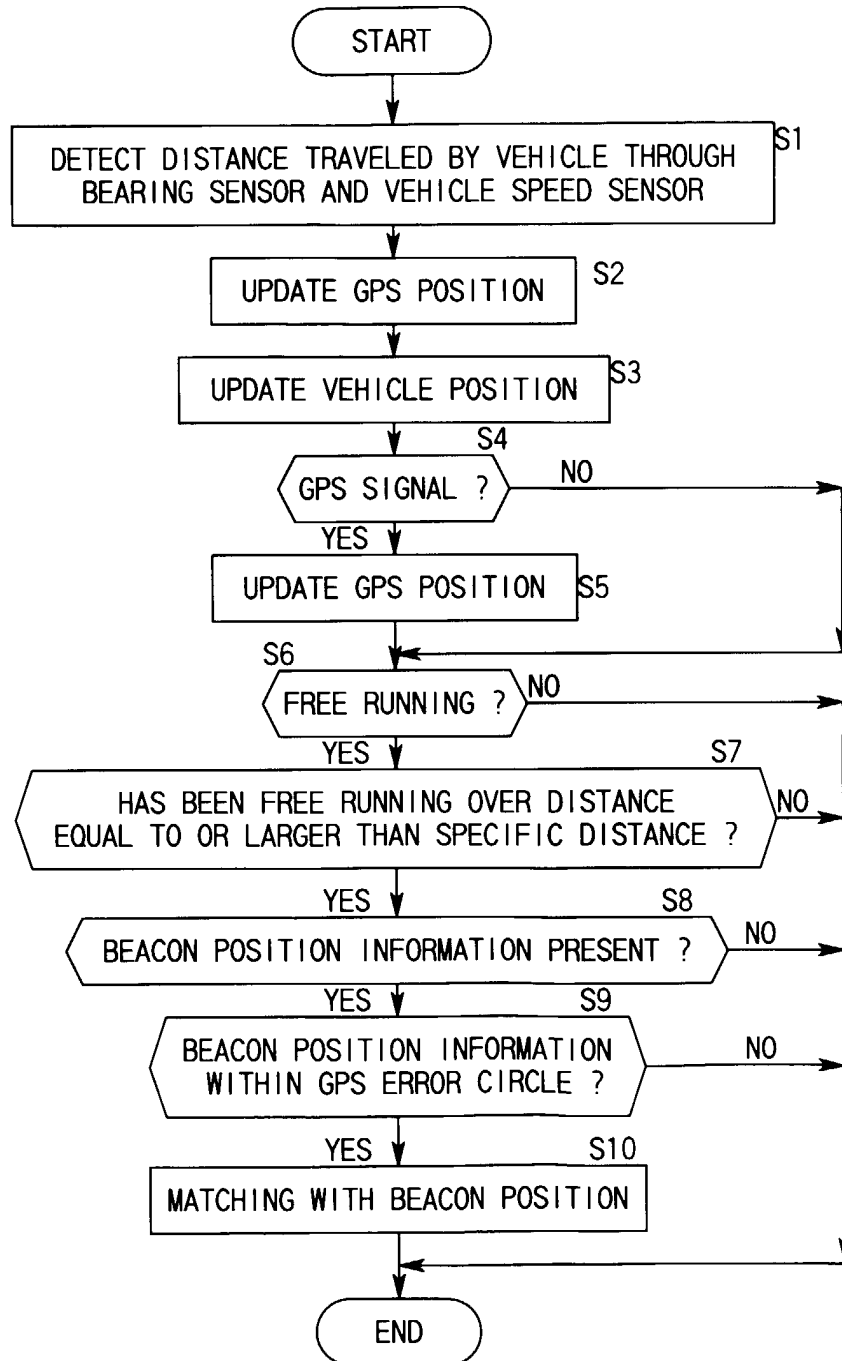 START
S1
DETECT DISTANCE TRAVELED BY VEHICLE THROUGH
BEARING SENSOR AND VEHICLE SPEED SENSOR
S2
UPDATE GPS POSITION
S3
UPDATE VEHICLE POSITION
S4
GPS SIGNAL ?
NO
YES
UPDATE GPS POSITION
S5
S6
FREE RUNNING ?
NO
YES
S7
HAS BEEN FREE RUNNING OVER DISTANCE
EQUAL TO OR LARGER THAN SPECIFIC DISTANCE ?
NO
YES
S8
BEACON POSITION INFORMATION PRESENT ?
NO
YES
S9
BEACON POSITION INFORMATION
WITHIN GPS ERROR CIRCLE ?
NO
YES
S10
MATCHING WITH BEACON POSITION
END